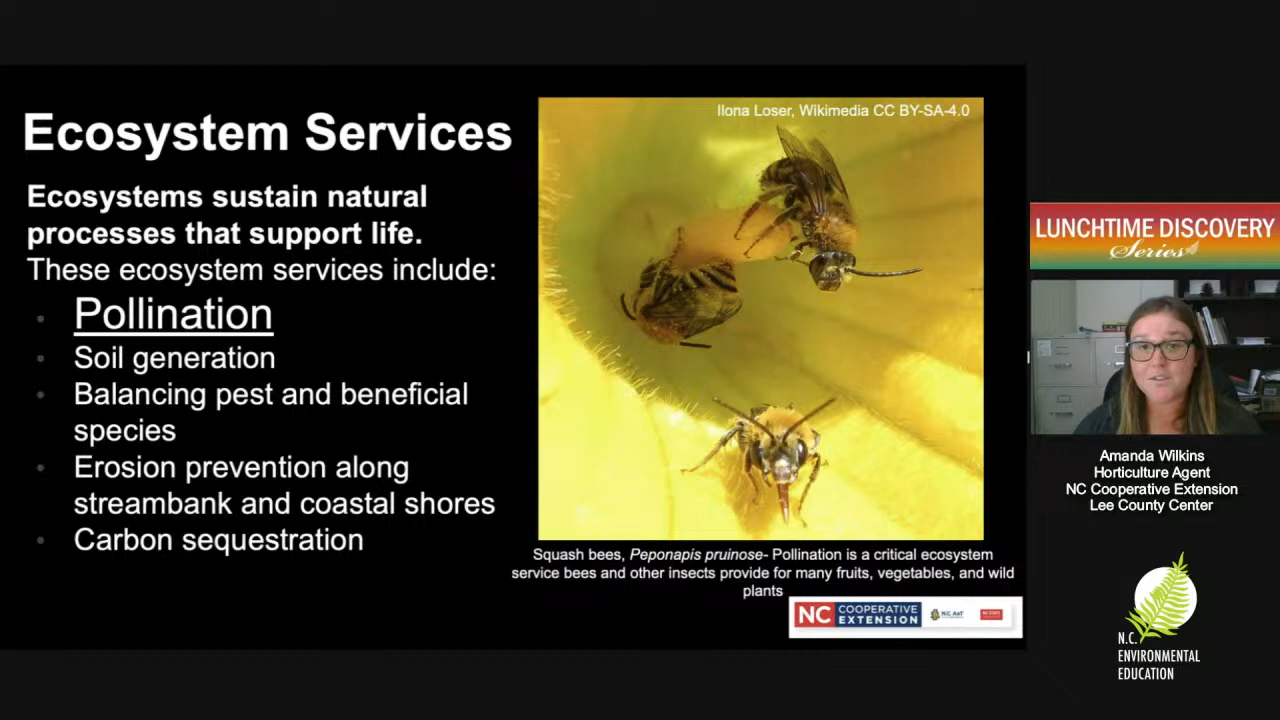 Ecosystem Services
Ecosystems sustain natural
processes that support life.
These ecosystem services include:
Pollination
Soil generation
Balancing pest and beneficial
species
Erosion prevention along
streambank and coastal shores
Carbon sequestration
Ilona Loser, Wikimedia CC BY-SA-4.0
Squash bees, Peponapis pruinose- Pollination is a critical ecosystem
service bees and other insects provide for many fruits, vegetables, and wild
plants
NC COOPERATIVE
EXTENSION
LUNCHTIME DISCOVERY
Series
Amanda Wilkins
Horticulture Agent
NC Cooperative Extension
Lee County Center
N.C.
ENVIRONMENTAL
EDUCATION